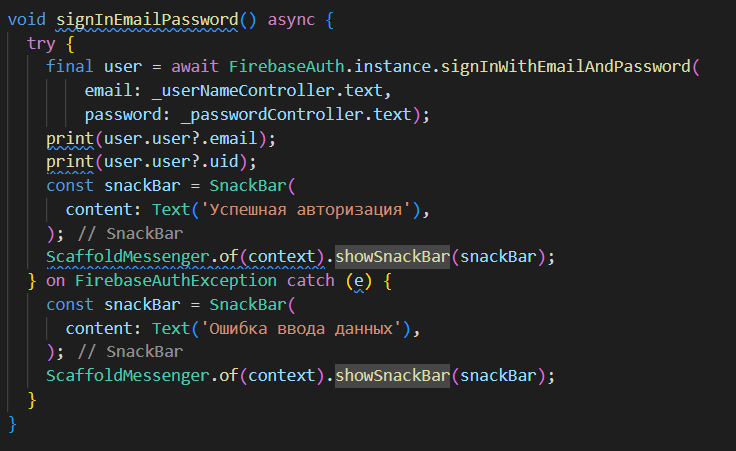 void signInEmailPassword() async {
  try {
    final user = await FirebaseAuth.instance.signInWithEmailAndPassword(
        email: _userNameController.text,
        password: _passwordController.text);
    print(user.user?.email);
    print(user.user?.uid);
    const snackBar = SnackBar(
      content: Text('Успешная авторизация'),
    ); // SnackBar
    ScaffoldMessenger.of(context).showSnackBar(snackBar);
  } on FirebaseAuthException catch (e) {
    const snackBar = SnackBar(
      content: Text('Ошибка ввода данных'),
    ); // SnackBar
    ScaffoldMessenger.of(context).showSnackBar(snackBar);
  }
}